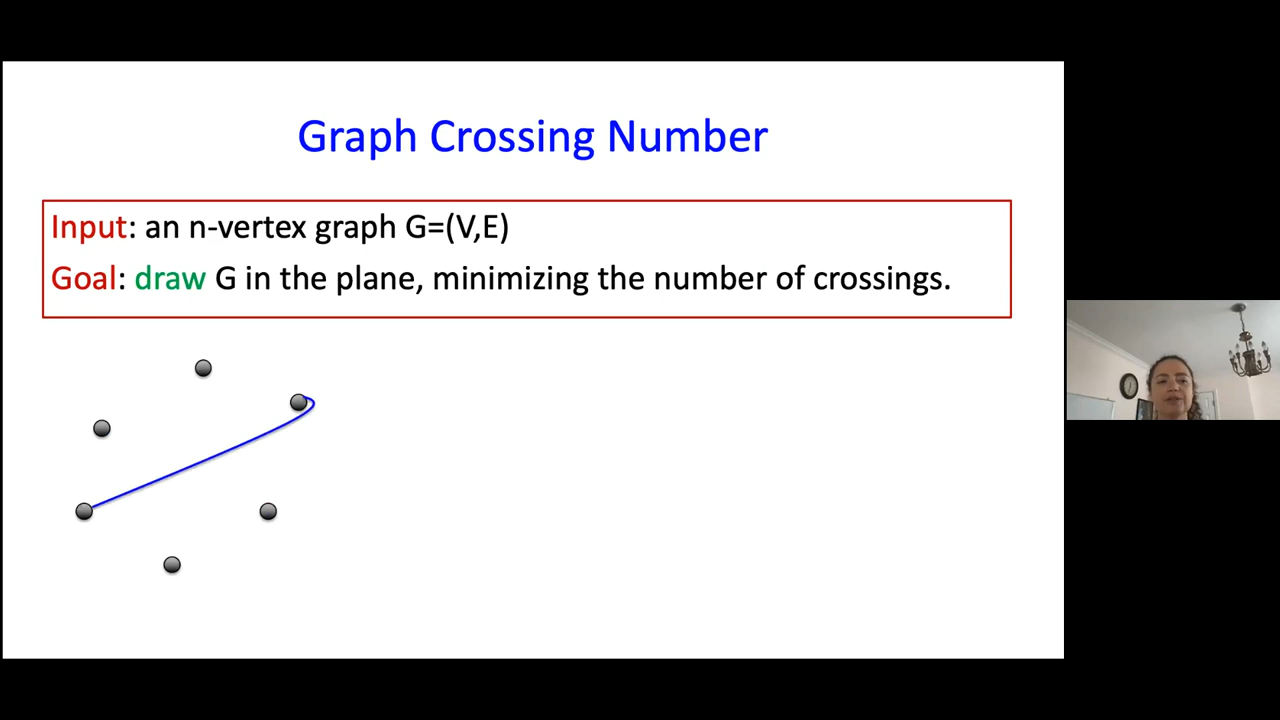 Graph Crossing Number
Input: an n-vertex graph G=(V,E)
Goal: draw G in the plane, minimizing the number of crossings.